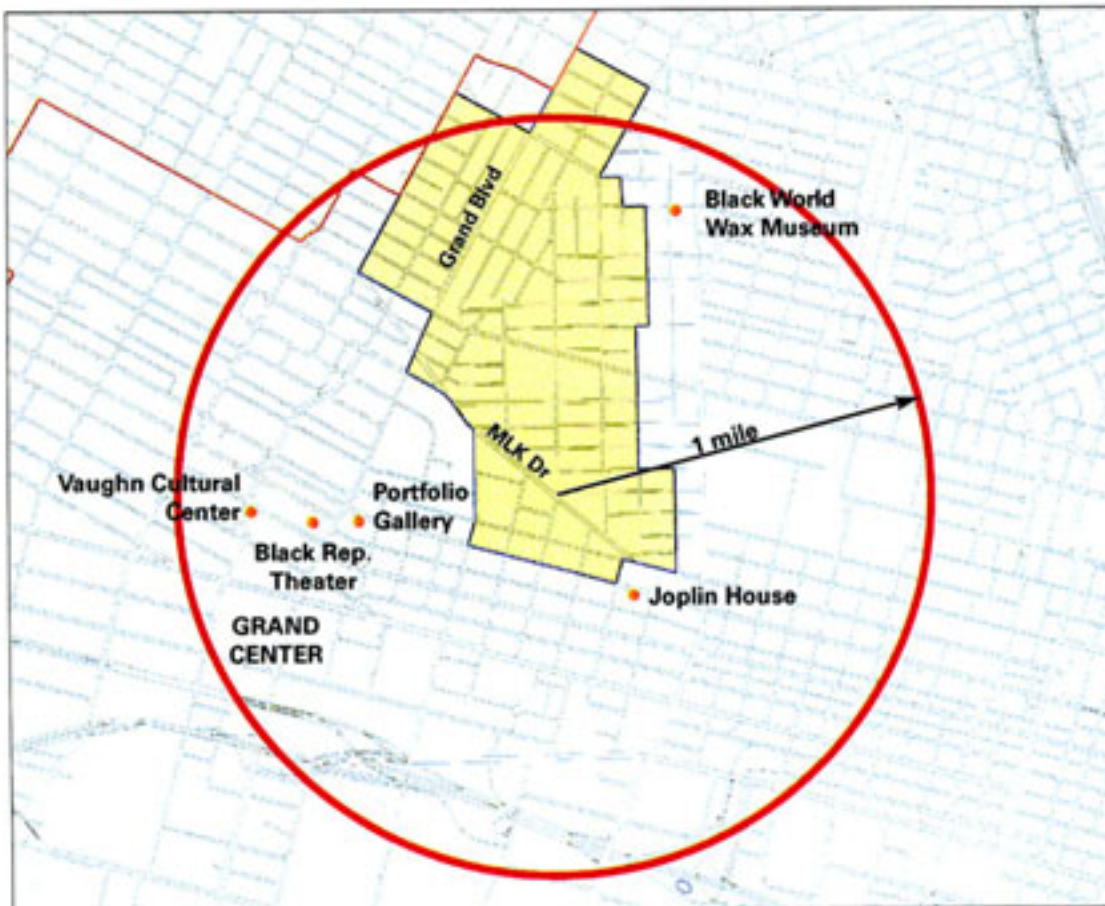 Grand Blvd
Black World
Wax Museum
1 mile
MLK Dr
Vaughn Cultural
Center
Portfolio
Gallery
Black Rep.
Theater
Joplin House
GRAND
CENTER